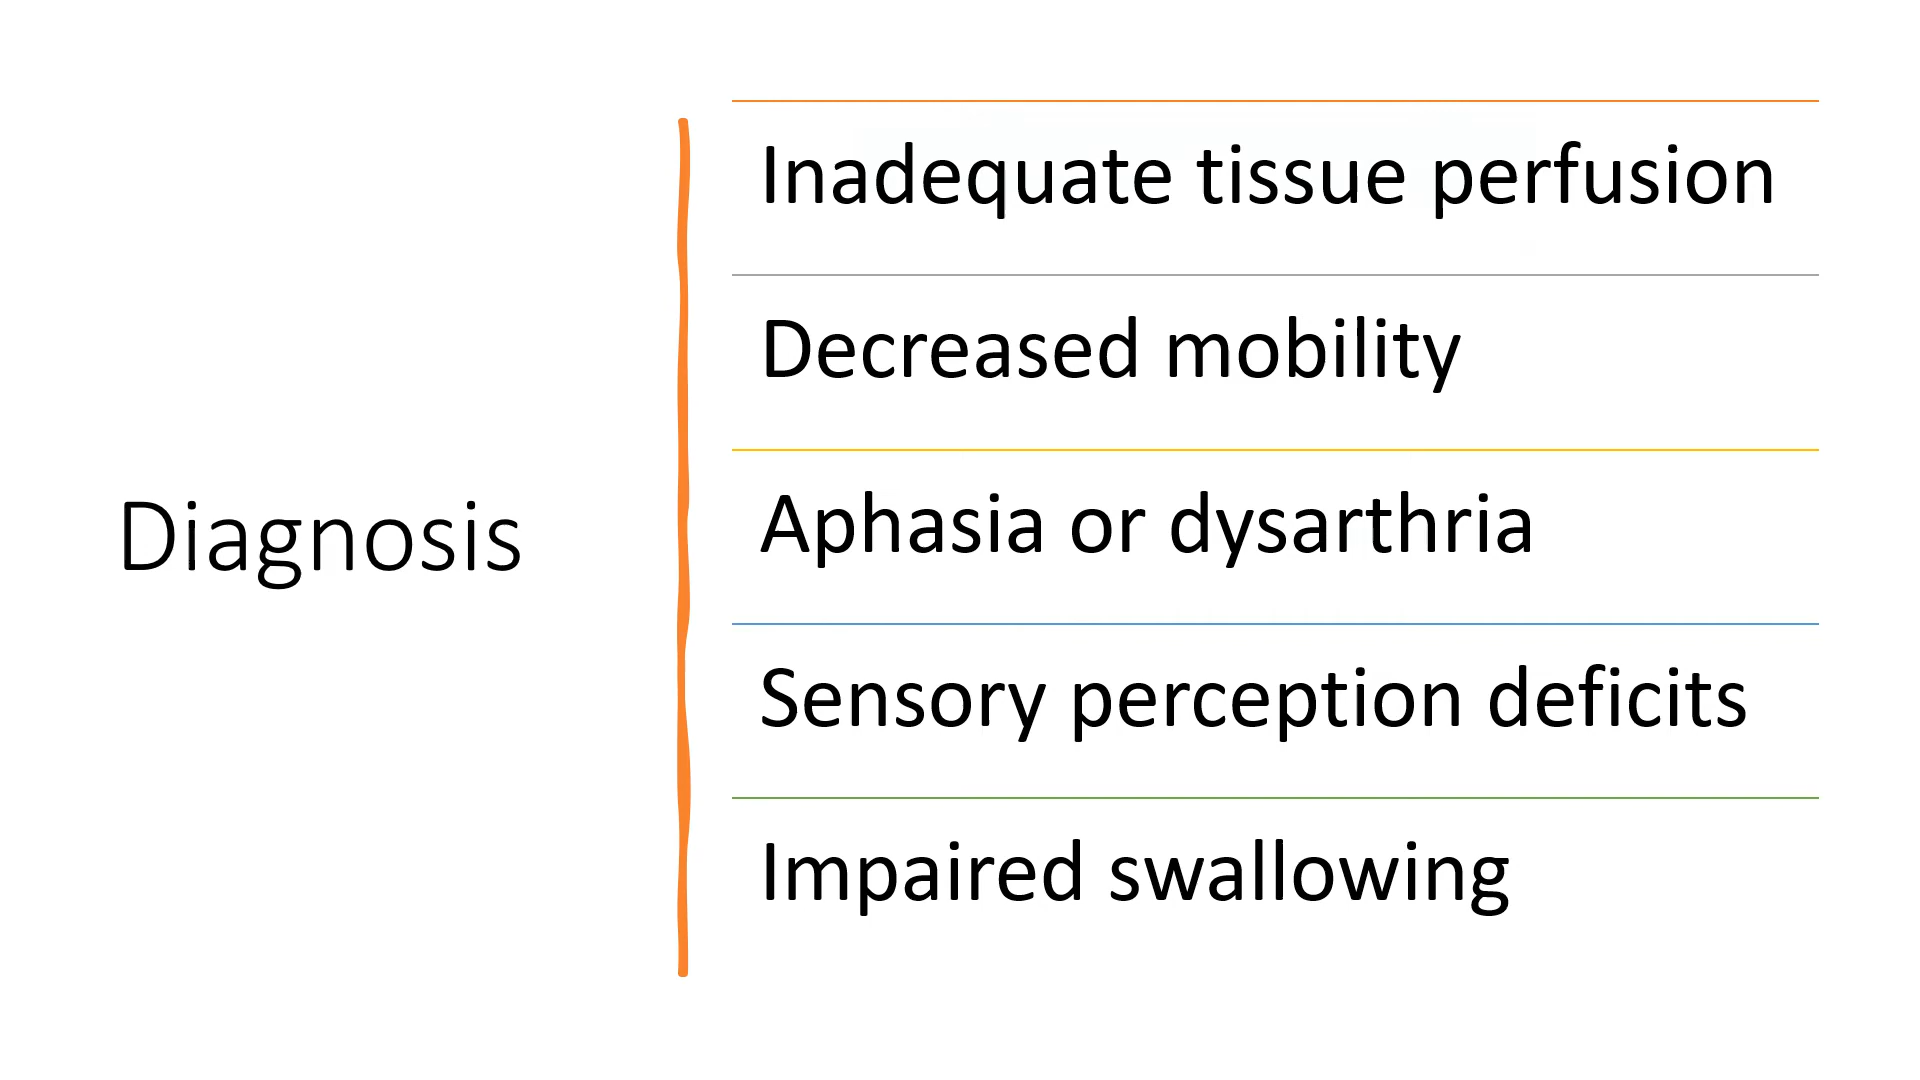 Diagnosis
Inadequate tissue perfusion
Decreased mobility
Aphasia or dysarthria
Sensory perception deficits
Impaired swallowing